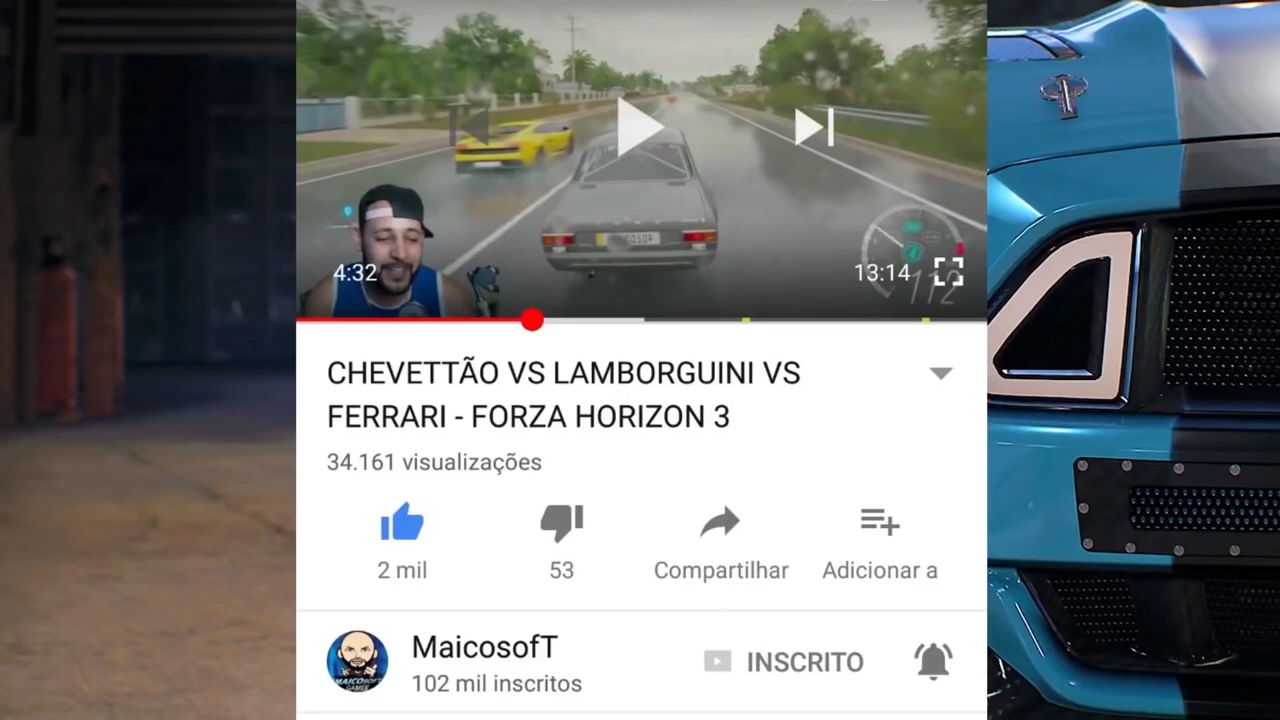 4:32
13:14
112
CHEVETTÃO VS LAMBORGUINI VS
FERRARI - FORZA HORIZON 3
34.161 visualizações
2 mil
53
Compartilhar
Adicionar a
MaicosofT
102 mil inscritos
INSCRITO